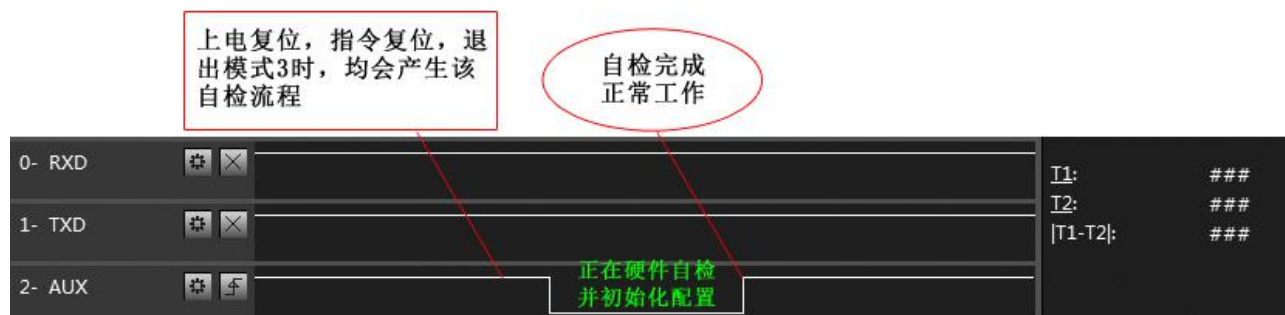 上电复位，指令复位，退
出模式3时，均会产生该
自检流程
自检完成
正常工作
0- RXD
1- TXD
2- AUX
正在硬件自检
并初始化配置
T1: ###
T2: ###
|T1-T2|: ###